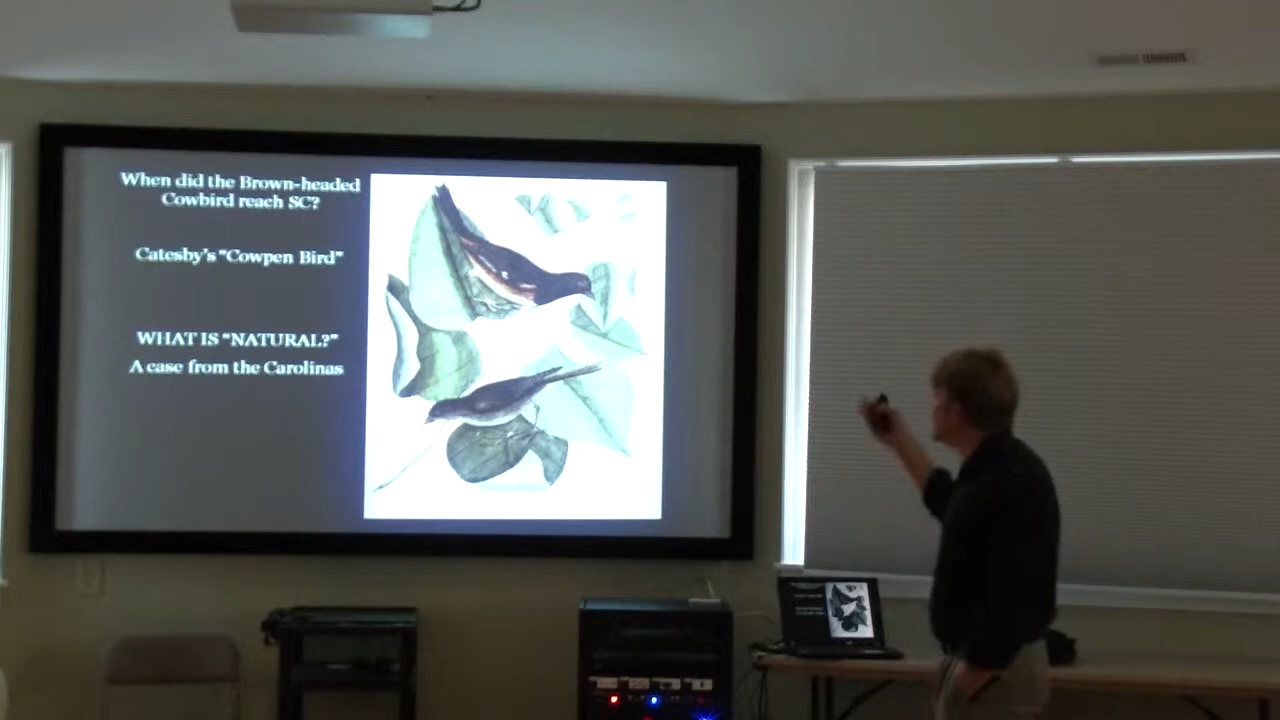 When did the Brown-headed
Cowbird reach SC?
Catesby's "Cowpen Bird"
WHAT IS "NATURAL?"
A case from the Carolinas